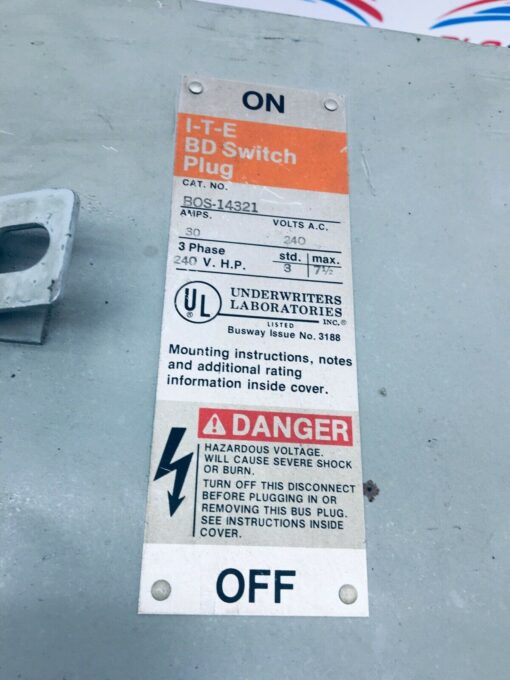 ON
I-T-E
BD Switch
Plug
CAT. NO.
BOS-14321
AMPS. VOLTS A.C.
30 240
3 Phase std. max.
240 V. H.P. 3 7½
UL
®
UNDERWRITERS
LABORATORIES
INC.®
LISTED
Busway Issue No. 3188
Mounting instructions, notes
and additional rating
information inside cover.
DANGER
HAZARDOUS VOLTAGE.
WILL CAUSE SEVERE SHOCK
OR BURN.
TURN OFF THIS DISCONNECT
BEFORE PLUGGING IN OR
REMOVING THIS BUS PLUG.
SEE INSTRUCTIONS INSIDE
COVER.
OFF